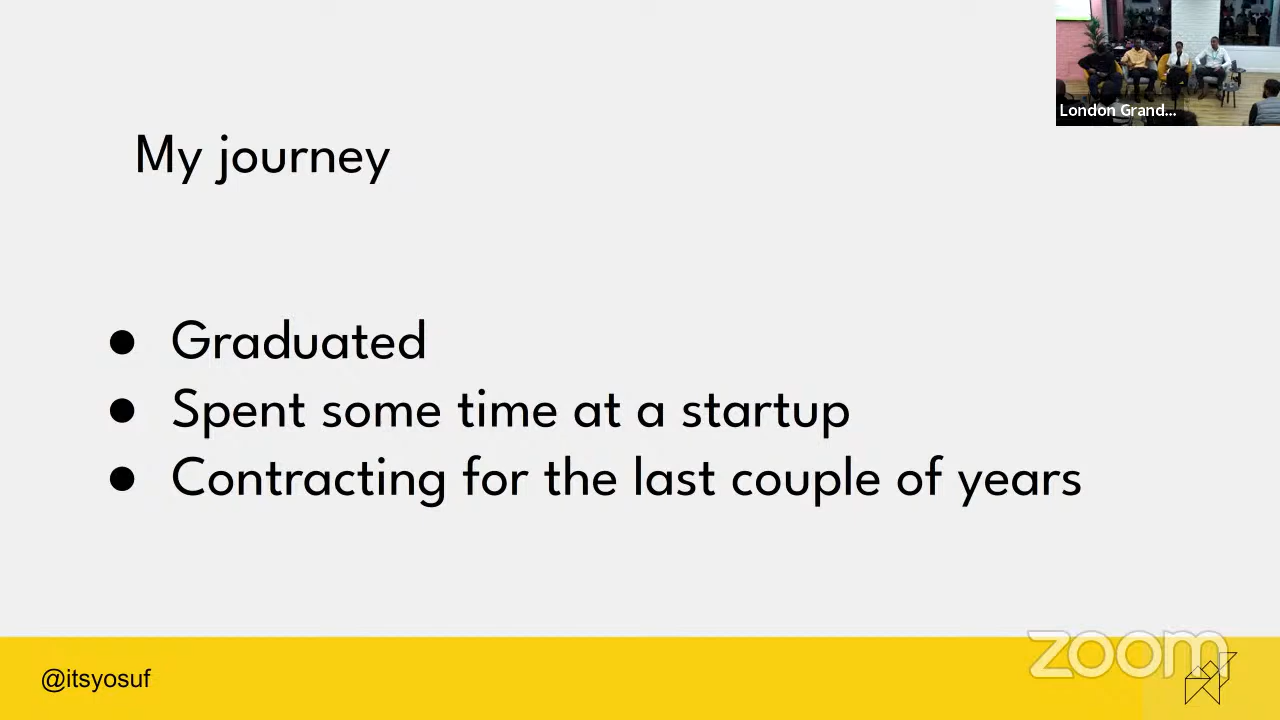 London Grand...
My journey
● Graduated
● Spent some time at a startup
● Contracting for the last couple of years
@itsyosuf
zoom